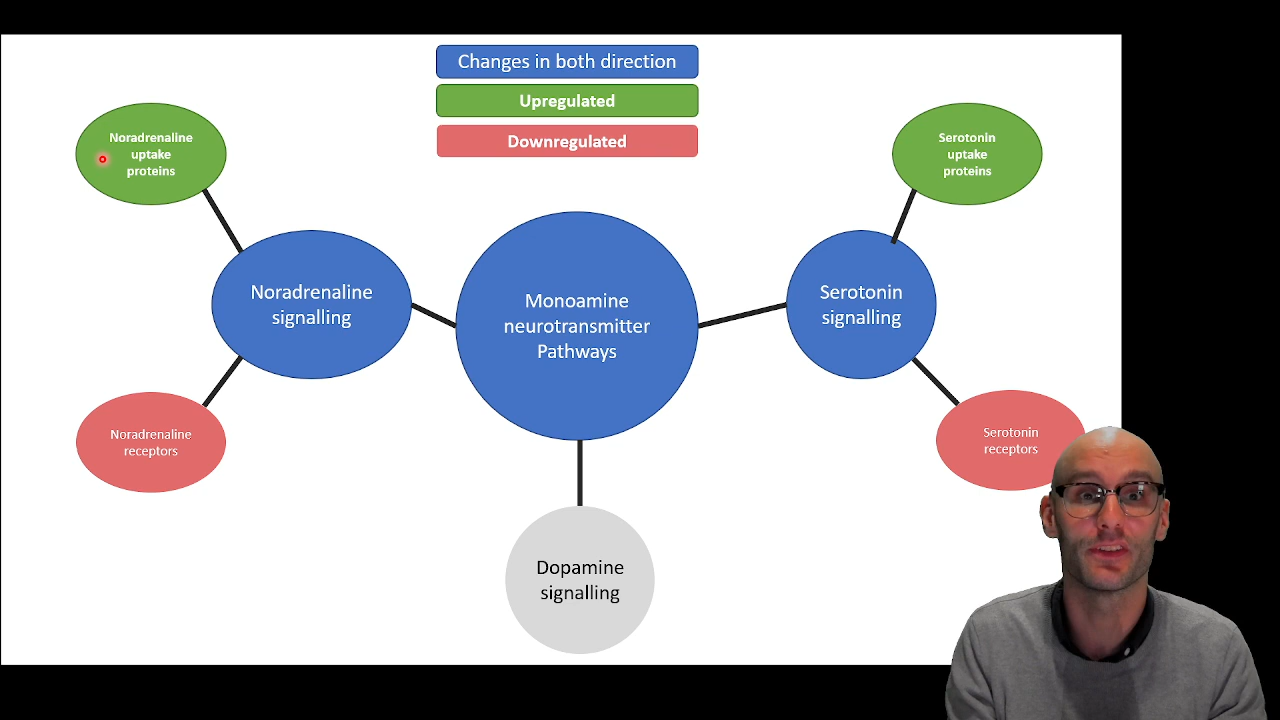 Changes in both direction
Upregulated
Downregulated
Noradrenaline
uptake
proteins
Serotonin
uptake
proteins
Noradrenaline
signalling
Monoamine
neurotransmitter
Pathways
Serotonin
signalling
Noradrenaline
receptors
Serotonin
receptors
Dopamine
signalling